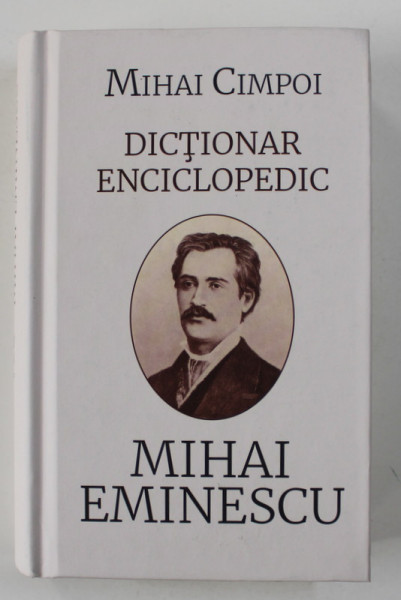 MIHAI CIMPOI
DICŢIONAR
ENCICLOPEDIC
MIHAI
EMINESCU